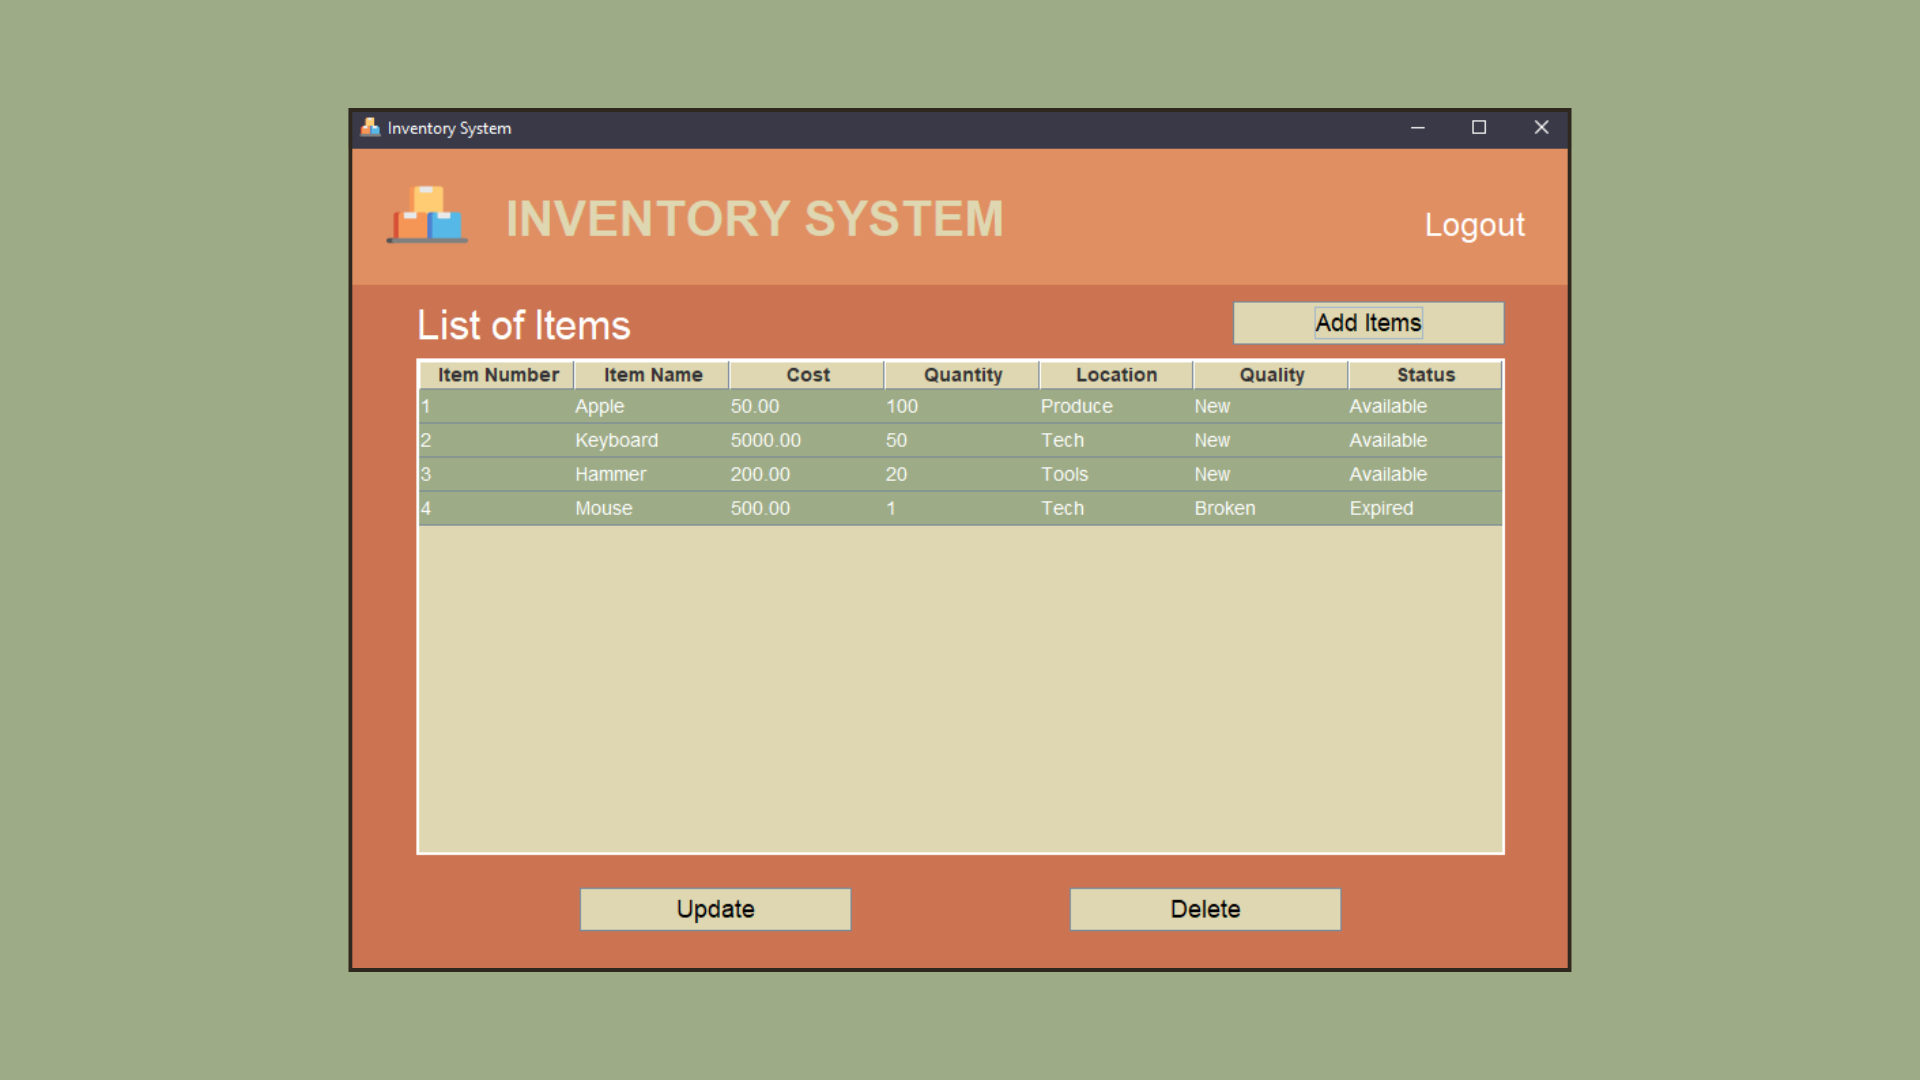 Inventory System
INVENTORY SYSTEM
Logout
List of Items
Add Items
Item Number Item Name Cost Quantity Location Quality Status
1 Apple 50.00 100 Produce New Available
2 Keyboard 5000.00 50 Tech New Available
3 Hammer 200.00 20 Tools New Available
4 Mouse 500.00 1 Tech Broken Expired
Update Delete